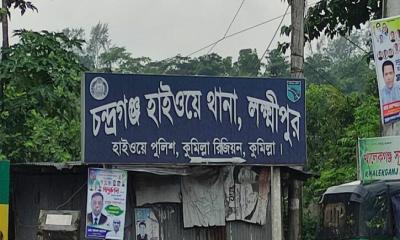 চন্দ্রগঞ্জ হাইওয়ে থানা, লক্ষ্মীপুর
হাইওয়ে পুলিশ, কুমিল্লা রিজিয়ন, কুমিল্লা।